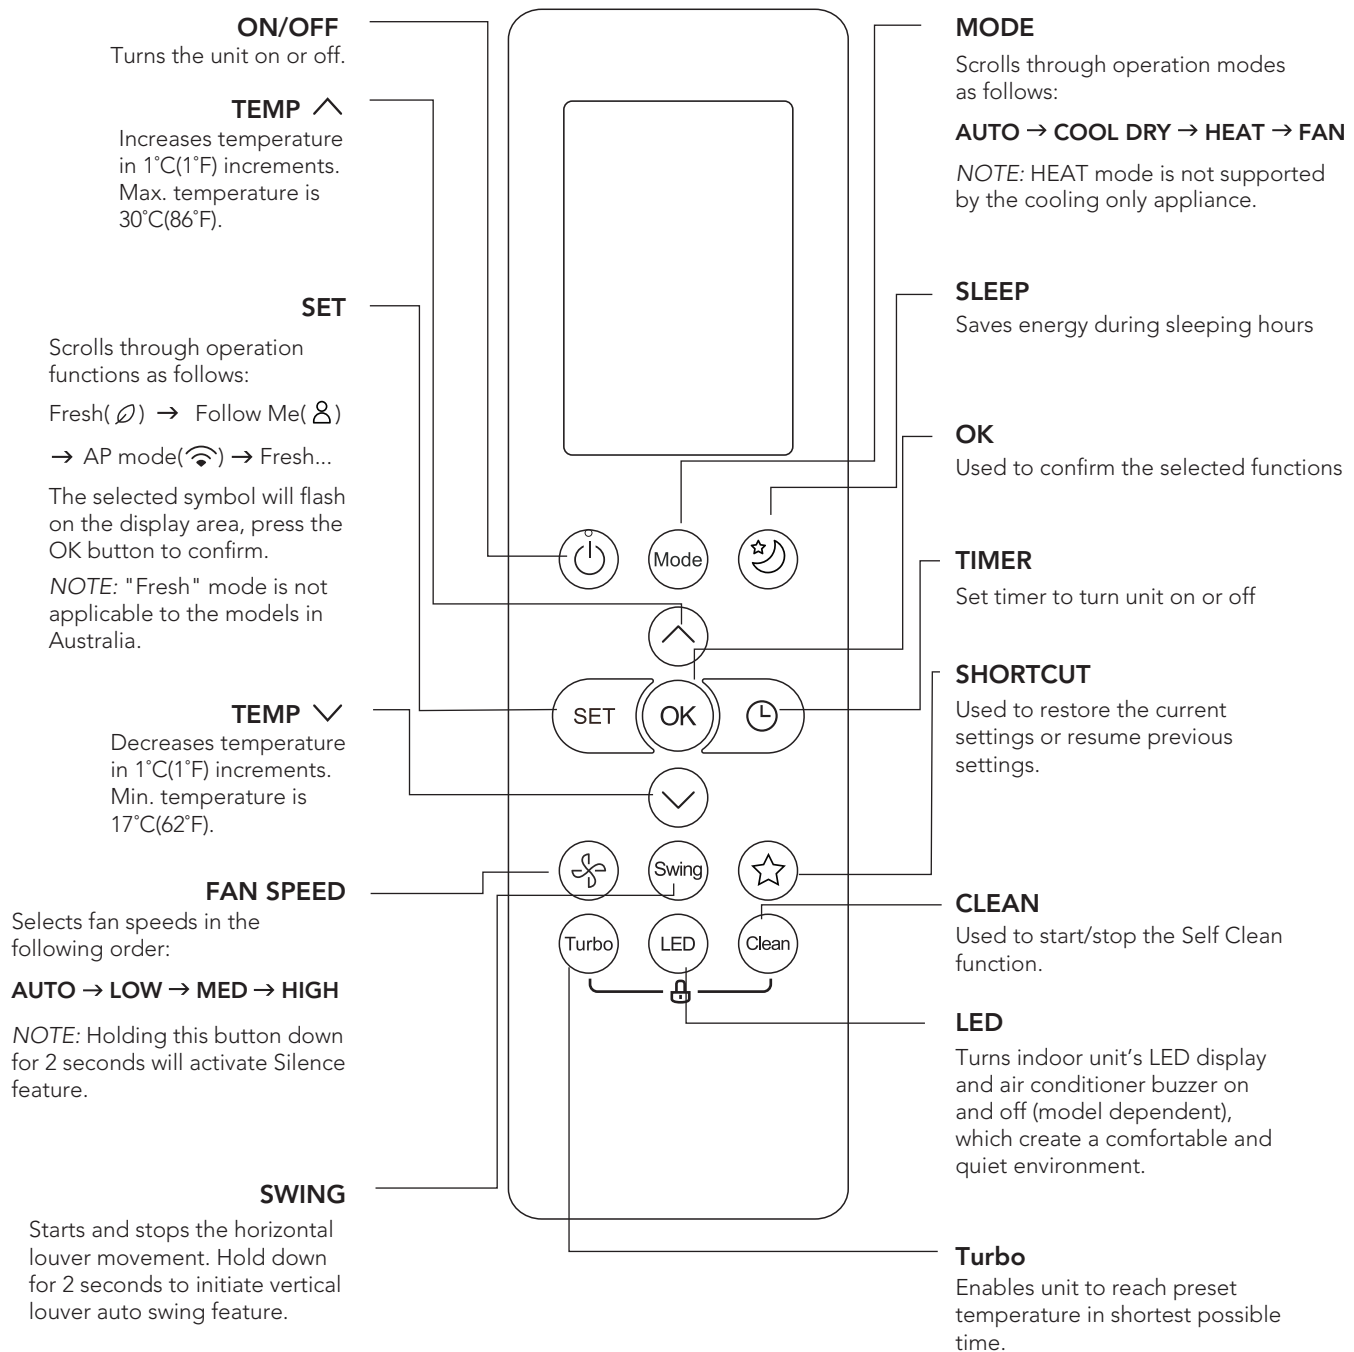 ON/OFF
Turns the unit on or off.
TEMP
Increases temperature
in 1˚C(1˚F) increments.
Max. temperature is
30˚C(86˚F).
SET
Scrolls through operation
functions as follows:
Fresh( ) → Follow Me( )
→ AP mode( ) → Fresh...
The selected symbol will flash
on the display area, press the
OK button to confirm.
NOTE: "Fresh" mode is not
applicable to the models in
Australia.
TEMP
Decreases temperature
in 1˚C(1˚F) increments.
Min. temperature is
17˚C(62˚F).
FAN SPEED
Selects fan speeds in the
following order:
AUTO → LOW → MED → HIGH
NOTE: Holding this button down
for 2 seconds will activate Silence
feature.
SWING
Starts and stops the horizontal
louver movement. Hold down
for 2 seconds to initiate vertical
louver auto swing feature.
Mode
SET
OK
Swing
Turbo
LED
Clean
MODE
Scrolls through operation modes
as follows:
AUTO → COOL DRY → HEAT → FAN
NOTE: HEAT mode is not supported
by the cooling only appliance.
SLEEP
Saves energy during sleeping hours
OK
Used to confirm the selected functions
TIMER
Set timer to turn unit on or off
SHORTCUT
Used to restore the current
settings or resume previous
settings.
CLEAN
Used to start/stop the Self Clean
function.
LED
Turns indoor unit's LED display
and air conditioner buzzer on
and off (model dependent),
which create a comfortable and
quiet environment.
Turbo
Enables unit to reach preset
temperature in shortest possible
time.